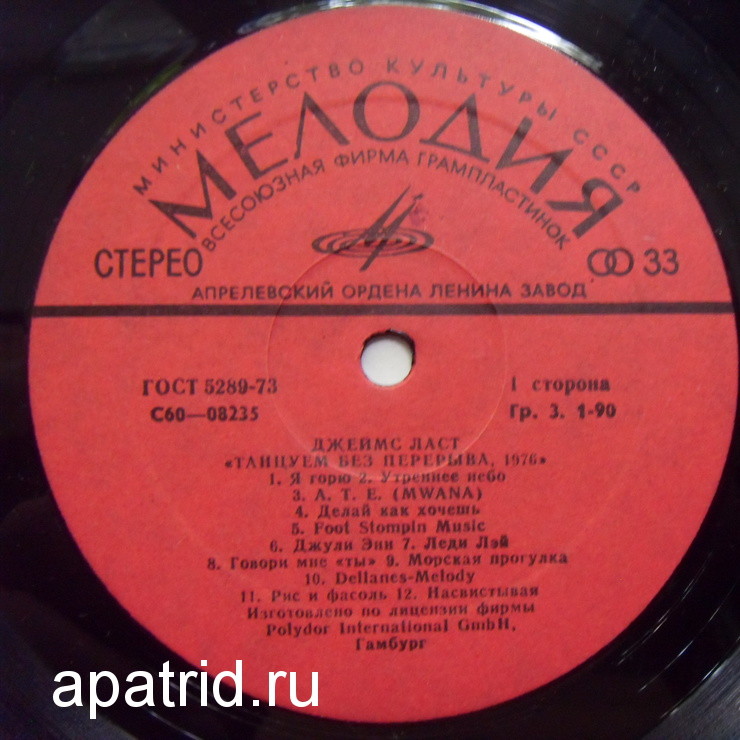 МИНИСТЕРСТВО КУЛЬТУРЫ СССР
МЕЛОДИЯ
ВСЕСОЮЗНАЯ ФИРМА ГРАМПЛАСТИНОК
СТЕРЕО
33
АПРЕЛЕВСКИЙ ОРДЕНА ЛЕНИНА ЗАВОД
ГОСТ 5289-73
1 сторона
С60—08235
Гр. 3. 1-90
ДЖЕЙМС ЛАСТ
«ТАНЦУЕМ БЕЗ ПЕРЕРЫВА, 1976»
1. Я горю 2. Утреннее небо
3. А. Т. Е. (MWANA)
4. Делай как хочешь
5. Foot Stompin Music
6. Джули Энн 7. Леди Лэй
8. Говори мне «ты» 9. Морская прогулка
10. Dellanes-Melody
11. Рис и фасоль 12. Насвистывая
Изготовлено по лицензии фирмы
Polydor International GmbH,
Гамбург
apatrid.ru